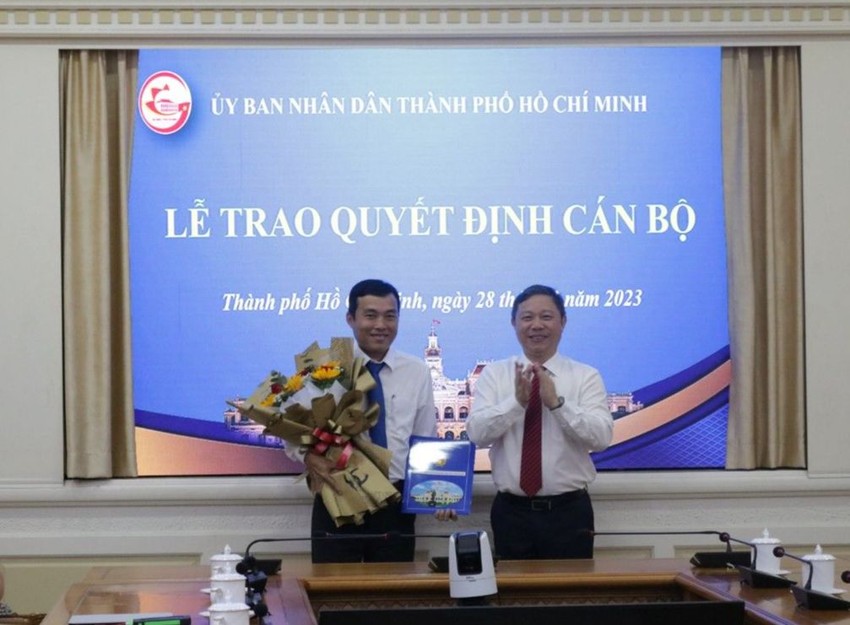 ỦY BAN NHÂN DÂN THÀNH PHỐ HỒ CHÍ MINH
LỄ TRAO QUYẾT ĐỊNH CÁN BỘ
Thành phố Hồ inh, ngày 28 th năm 2023